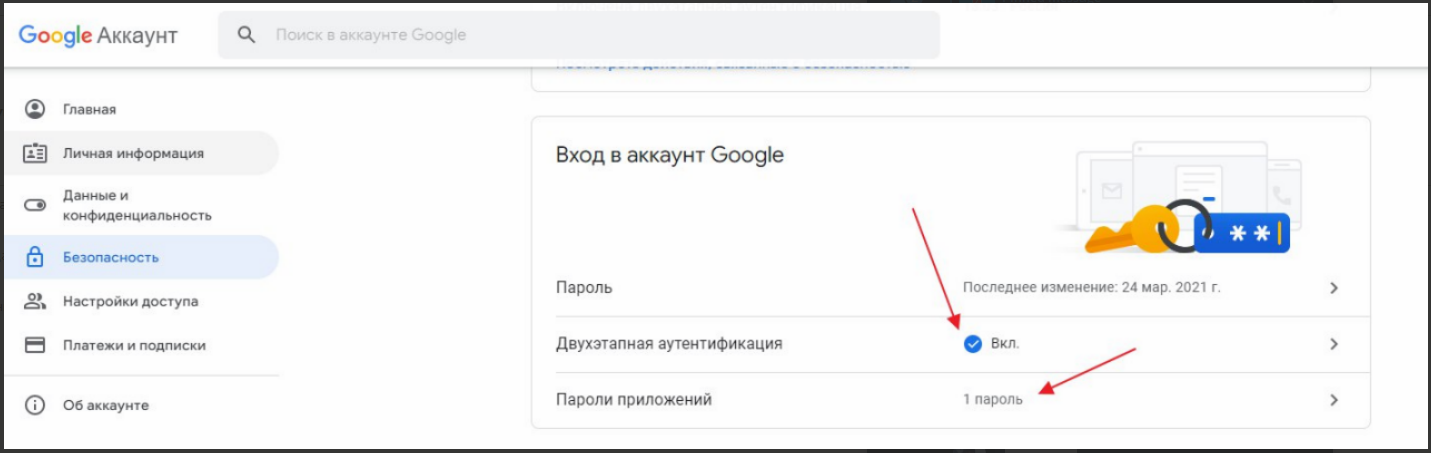 Google Аккаунт
Поиск в аккаунте Google
Главная
Личная информация
Данные и
конфиденциальность
Безопасность
Настройки доступа
Платежи и подписки
Об аккаунте
Вход в аккаунт Google
**
Пароль
Последнее изменение: 24 мар. 2021 г.
Двухэтапная аутентификация
Вкл.
Пароли приложений
1 пароль